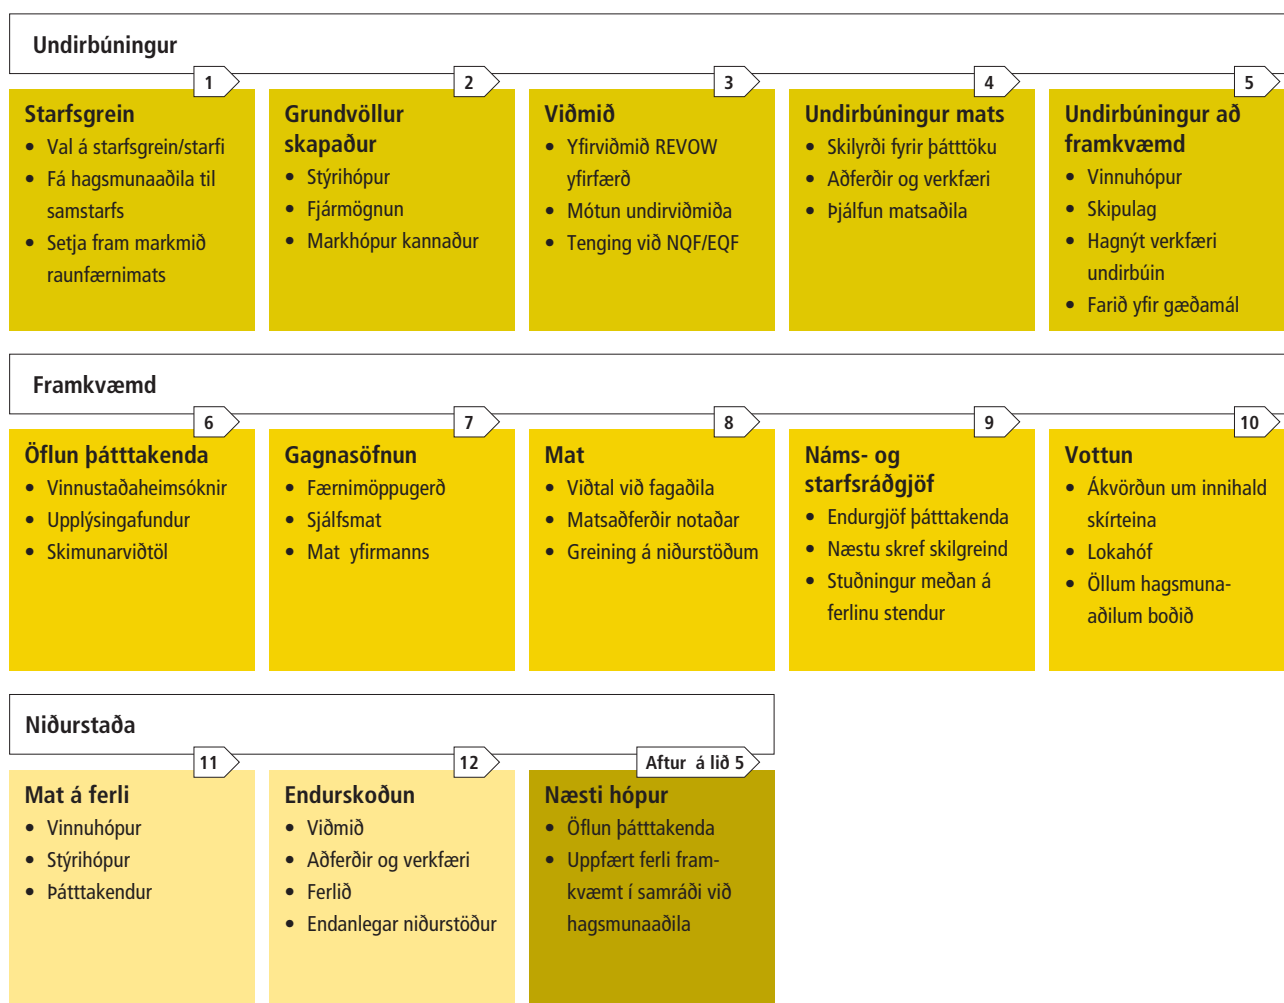 Undirbúningur
1
Starfsgrein
• Val á starfsgrein/starfi
• Fá hagsmunaaðila til
samstarfs
• Setja fram markmið
raunfærnimats
2
Grundvöllur
skapaður
• Stýrihópur
• Fjármögnun
• Markhópur kannaður
3
Viðmið
• Yfirviðmið REVOW
yfirfærð
• Mótun undirviðmiða
• Tenging við NQF/EQF
4
Undirbúningur mats
• Skilyrði fyrir þátttöku
• Aðferðir og verkfæri
• Þjálfun matsaðila
5
Undirbúningur að
framkvæmd
• Vinnuhópur
• Skipulag
• Hagnýt verkfæri
undirbúin
• Farið yfir gæðamál
Framkvæmd
6
Öflun þátttakenda
• Vinnustaðaheimsóknir
• Upplýsingafundur
• Skimunarviðtöl
7
Gagnasöfnun
• Færnimöppugerð
• Sjálfsmat
• Mat yfirmanns
8
Mat
• Viðtal við fagaðila
• Matsaðferðir notaðar
• Greining á niðurstöðum
9
Náms- og
starfsráðgjöf
• Endurgjöf þátttakenda
• Næstu skref skilgreind
• Stuðningur meðan á
ferlinu stendur
10
Vottun
• Ákvörðun um innihald
skírteina
• Lokahóf
• Öllum hagsmuna-
aðilum boðið
Niðurstaða
11
Mat á ferli
• Vinnuhópur
• Stýrihópur
• Þátttakendur
12
Endurskoðun
• Viðmið
• Aðferðir og verkfæri
• Ferlið
• Endanlegar niðurstöður
Aftur á lið 5
Næsti hópur
• Öflun þátttakenda
• Uppfært ferli fram-
kvæmt í samráði við
hagsmunaaðila